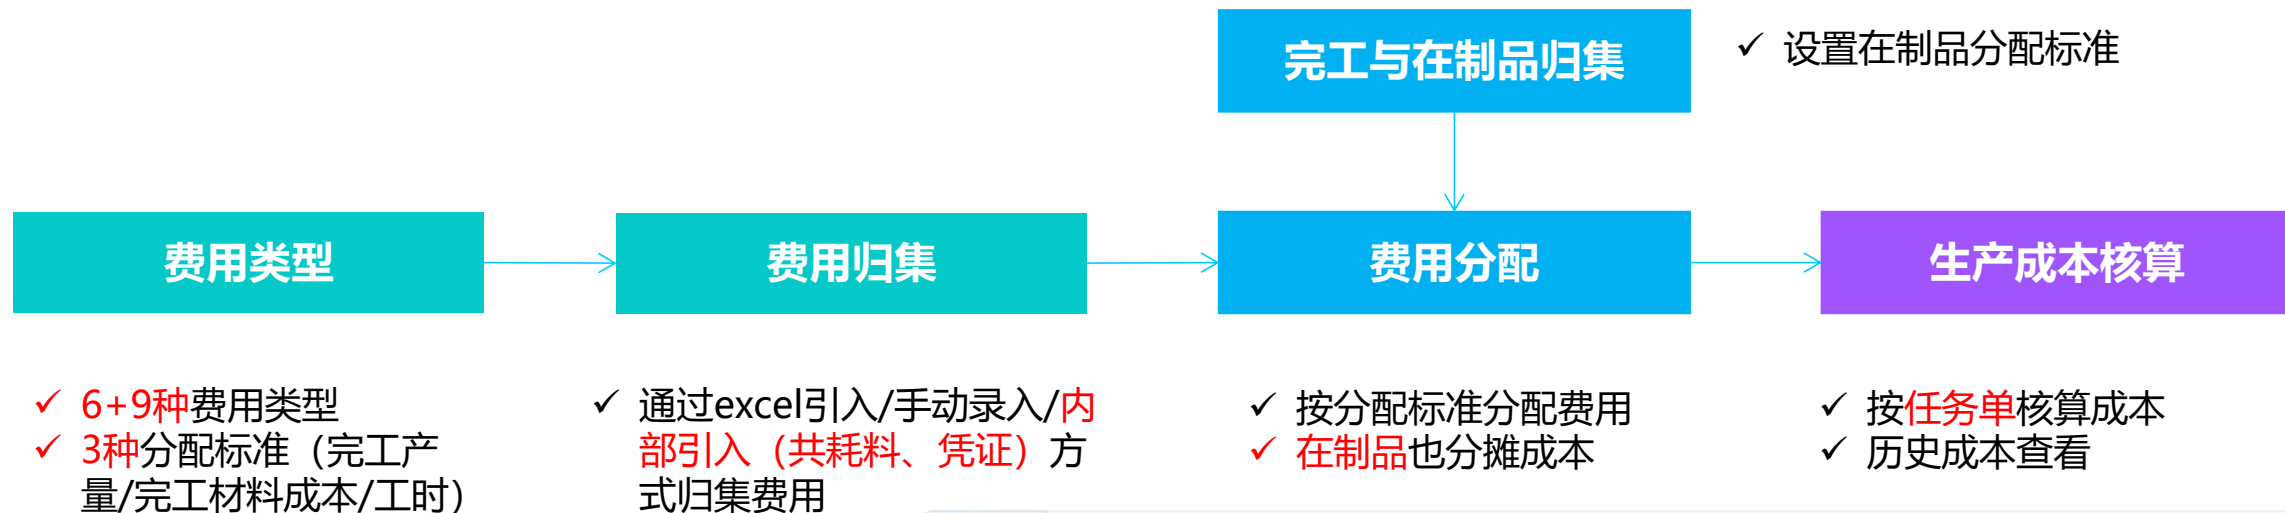 完工与在制品归集
✓ 设置在制品分配标准
费用类型
费用归集
费用分配
生产成本核算
✓ 6+9种费用类型
✓ 3种分配标准（完工产
量/完工材料成本/工时）
✓ 通过excel引入/手动录入/内
部引入（共耗料、凭证）方
式归集费用
✓ 按分配标准分配费用
✓ 在制品也分摊成本
✓ 按任务单核算成本
✓ 历史成本查看